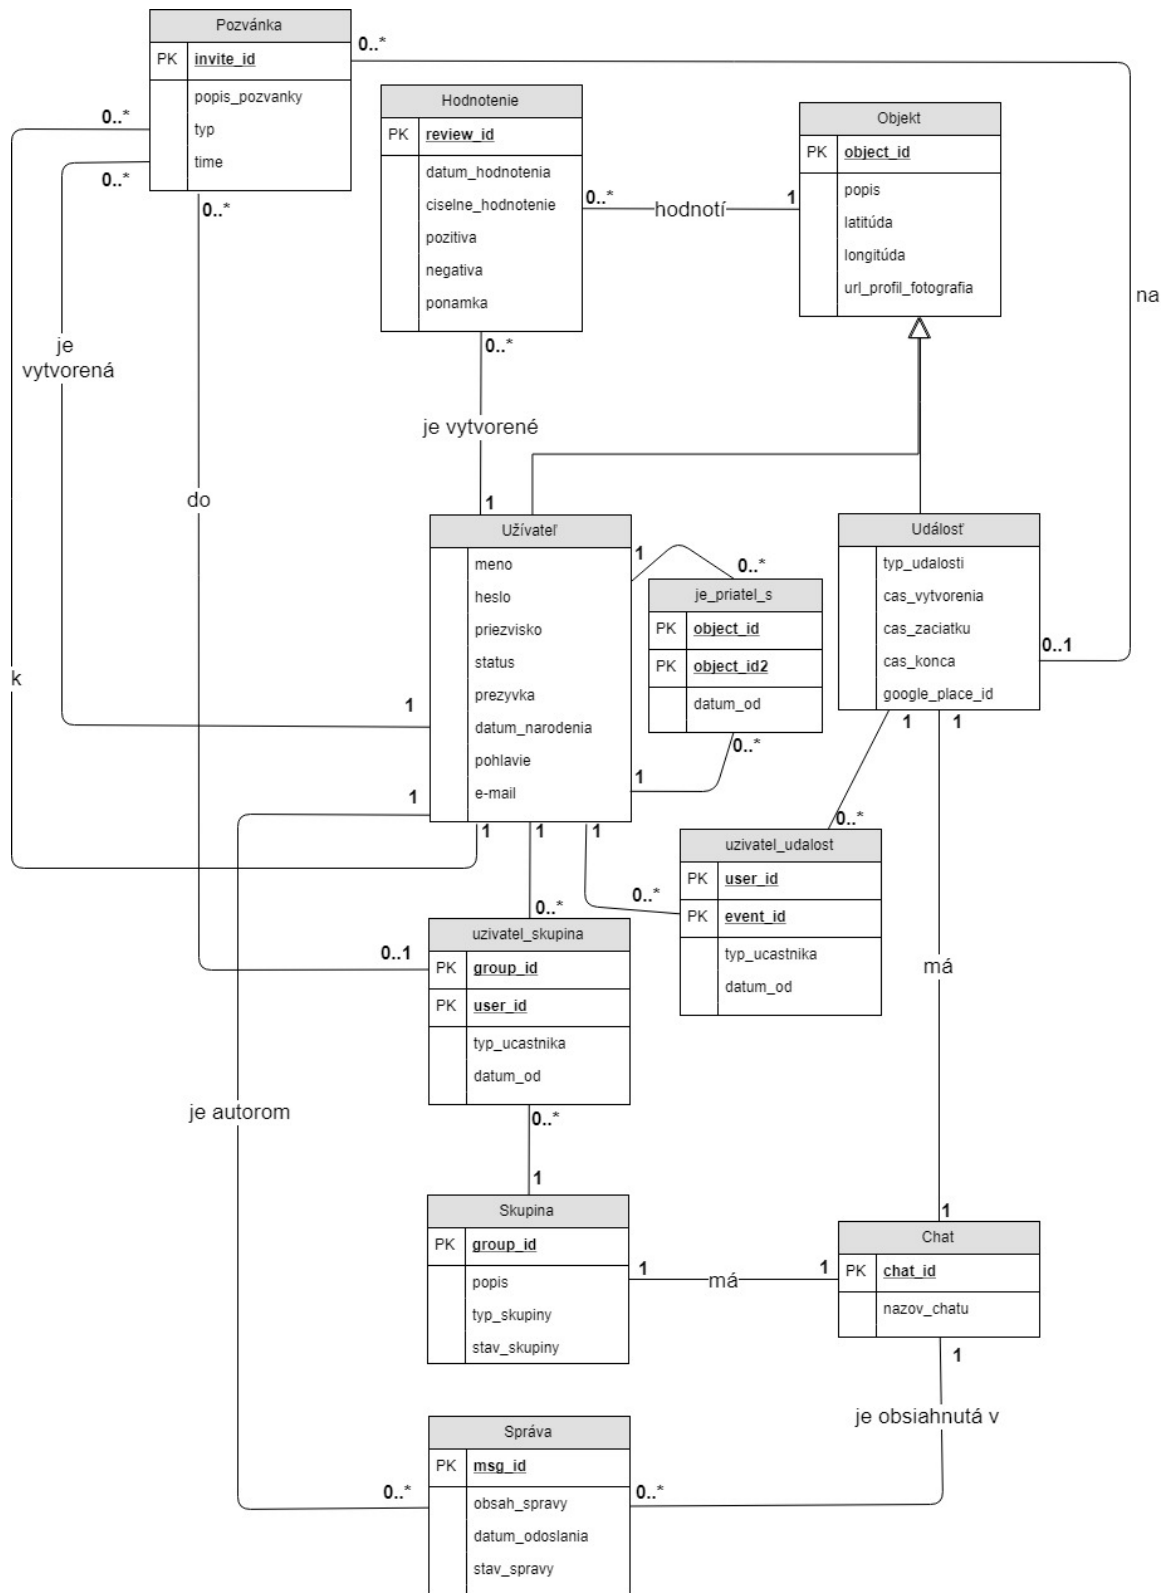 Pozvánka
PK invite_id
popis_pozvanky
typ
time
0..*
0..*
0..*
0..*
Hodnotenie
PK review_id
datum_hodnotenia
ciselne_hodnotenie
pozitiva
negativa
ponamka
0..*
hodnotí
1
0..*
Objekt
PK object_id
popis
latitúda
longitúda
url_profil_fotografia
na
je
vytvorená
je vytvorené
do
k
1
Užívateľ
meno
heslo
priezvisko
status
prezyvka
datum_narodenia
pohlavie
e-mail
1
0..*
je_priatel_s
PK object_id
PK object_id2
datum_od
0..*
1
Událosť
typ_udalosti
cas_vytvorenia
cas_zaciatku
cas_konca
google_place_id
0..1
1
1
1
1
1
1
1
0..*
0..*
uzivatel_udalost
PK user_id
PK event_id
typ_ucastnika
datum_od
0..*
0..1
uzivatel_skupina
PK group_id
PK user_id
typ_ucastnika
datum_od
0..*
má
je autorom
1
Skupina
PK group_id
popis
typ_skupiny
stav_skupiny
1
má
1
1
Chat
PK chat_id
nazov_chatu
1
je obsiahnutá v
Správa
PK msg_id
obsah_spravy
datum_odoslania
stav_spravy
0..*
0..*